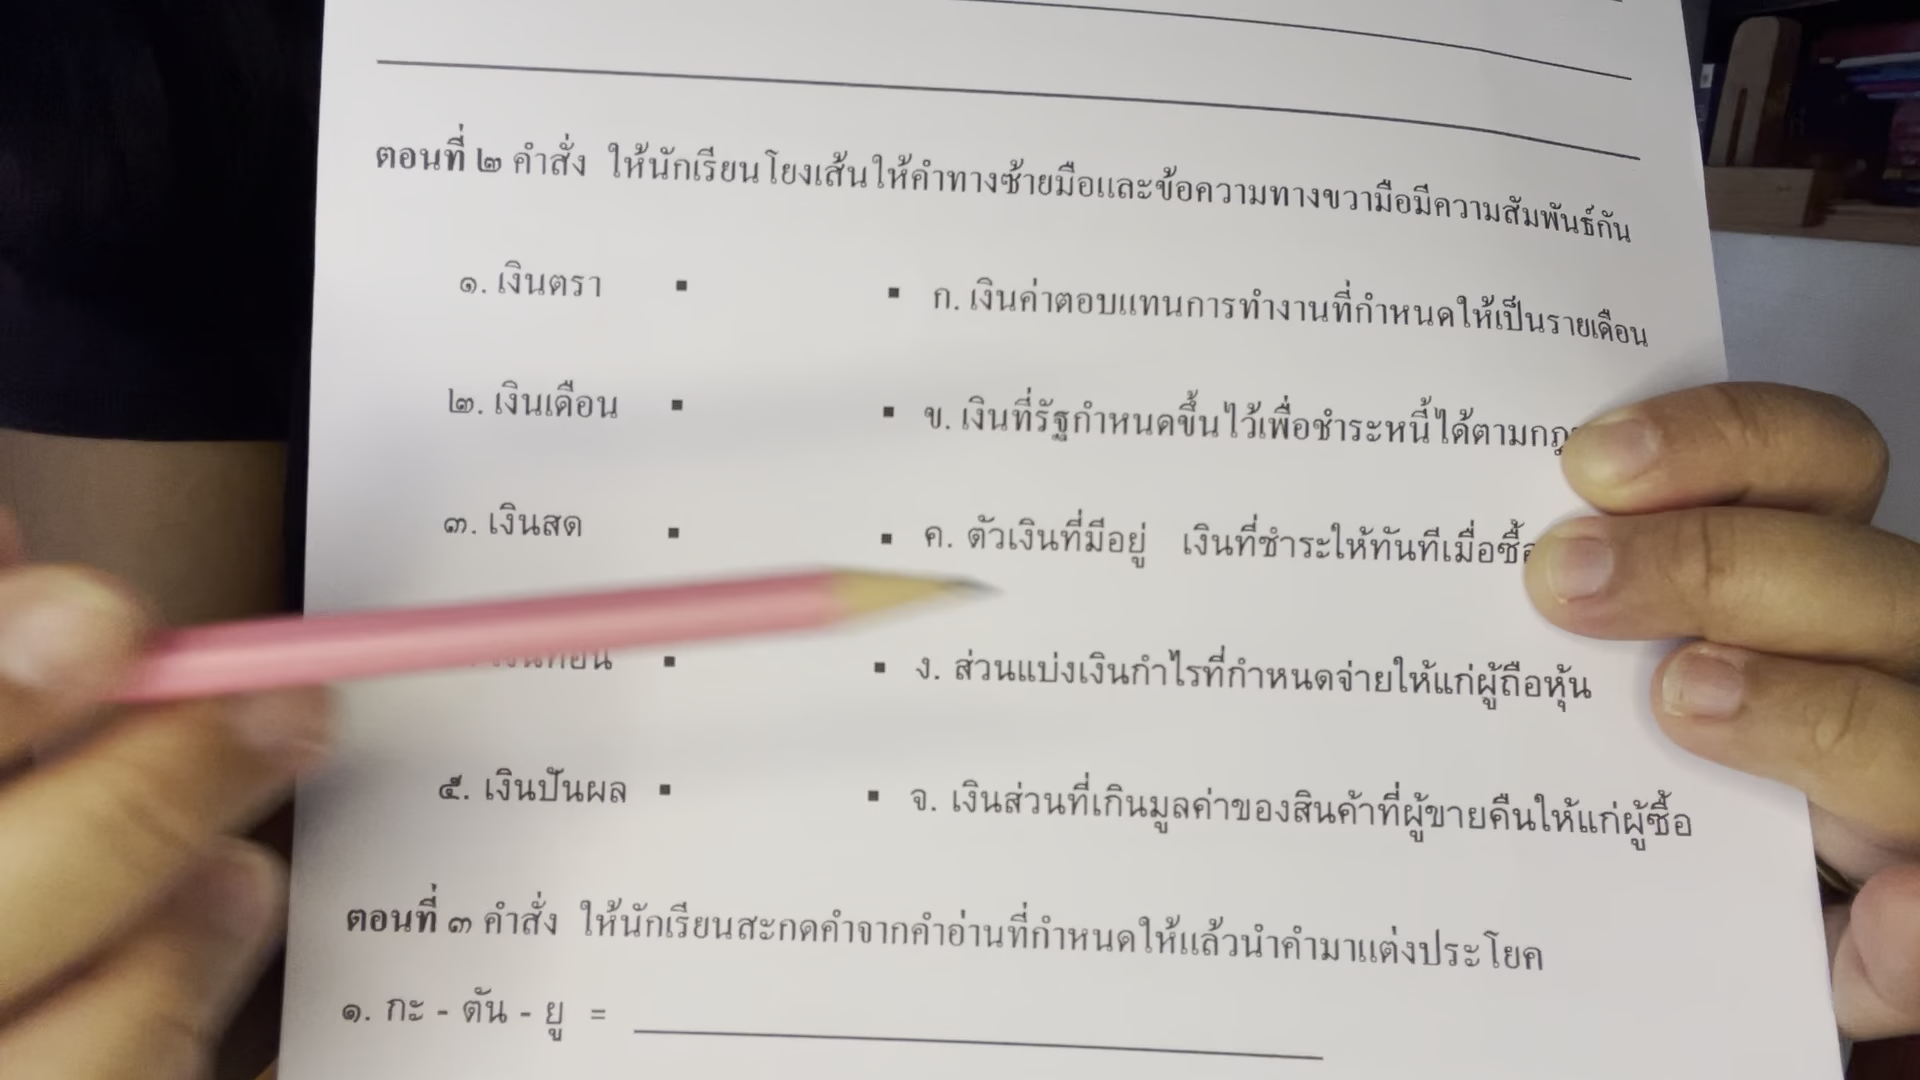 ตอนที่ ๒ คำสั่ง ให้นักเรียนโยงเส้นให้คำทางซ้ายมือและข้อความทางขวามือมีความสัมพันธ์กัน
๑. เงินตรา ▪ ▪ ก. เงินค่าตอบแทนการทำงานที่กำหนดให้เป็นรายเดือน
๒. เงินเดือน ▪ ▪ ข. เงินที่รัฐกำหนดขึ้นไว้เพื่อชำระหนี้ได้ตามกฎ
๓. เงินสด ▪ ▪ ค. ตัวเงินที่มีอยู่ เงินที่ชำระให้ทันทีเมื่อซื้อ
▪ ▪ ง. ส่วนแบ่งเงินกำไรที่กำหนดจ่ายให้แก่ผู้ถือหุ้น
๕. เงินปันผล ▪ ▪ จ. เงินส่วนที่เกินมูลค่าของสินค้าที่ผู้ขายคืนให้แก่ผู้ซื้อ
ตอนที่ ๓ คำสั่ง ให้นักเรียนสะกดคำจากคำอ่านที่กำหนดให้แล้วนำคำมาแต่งประโยค
๑. กะ - ตัน - ยู =